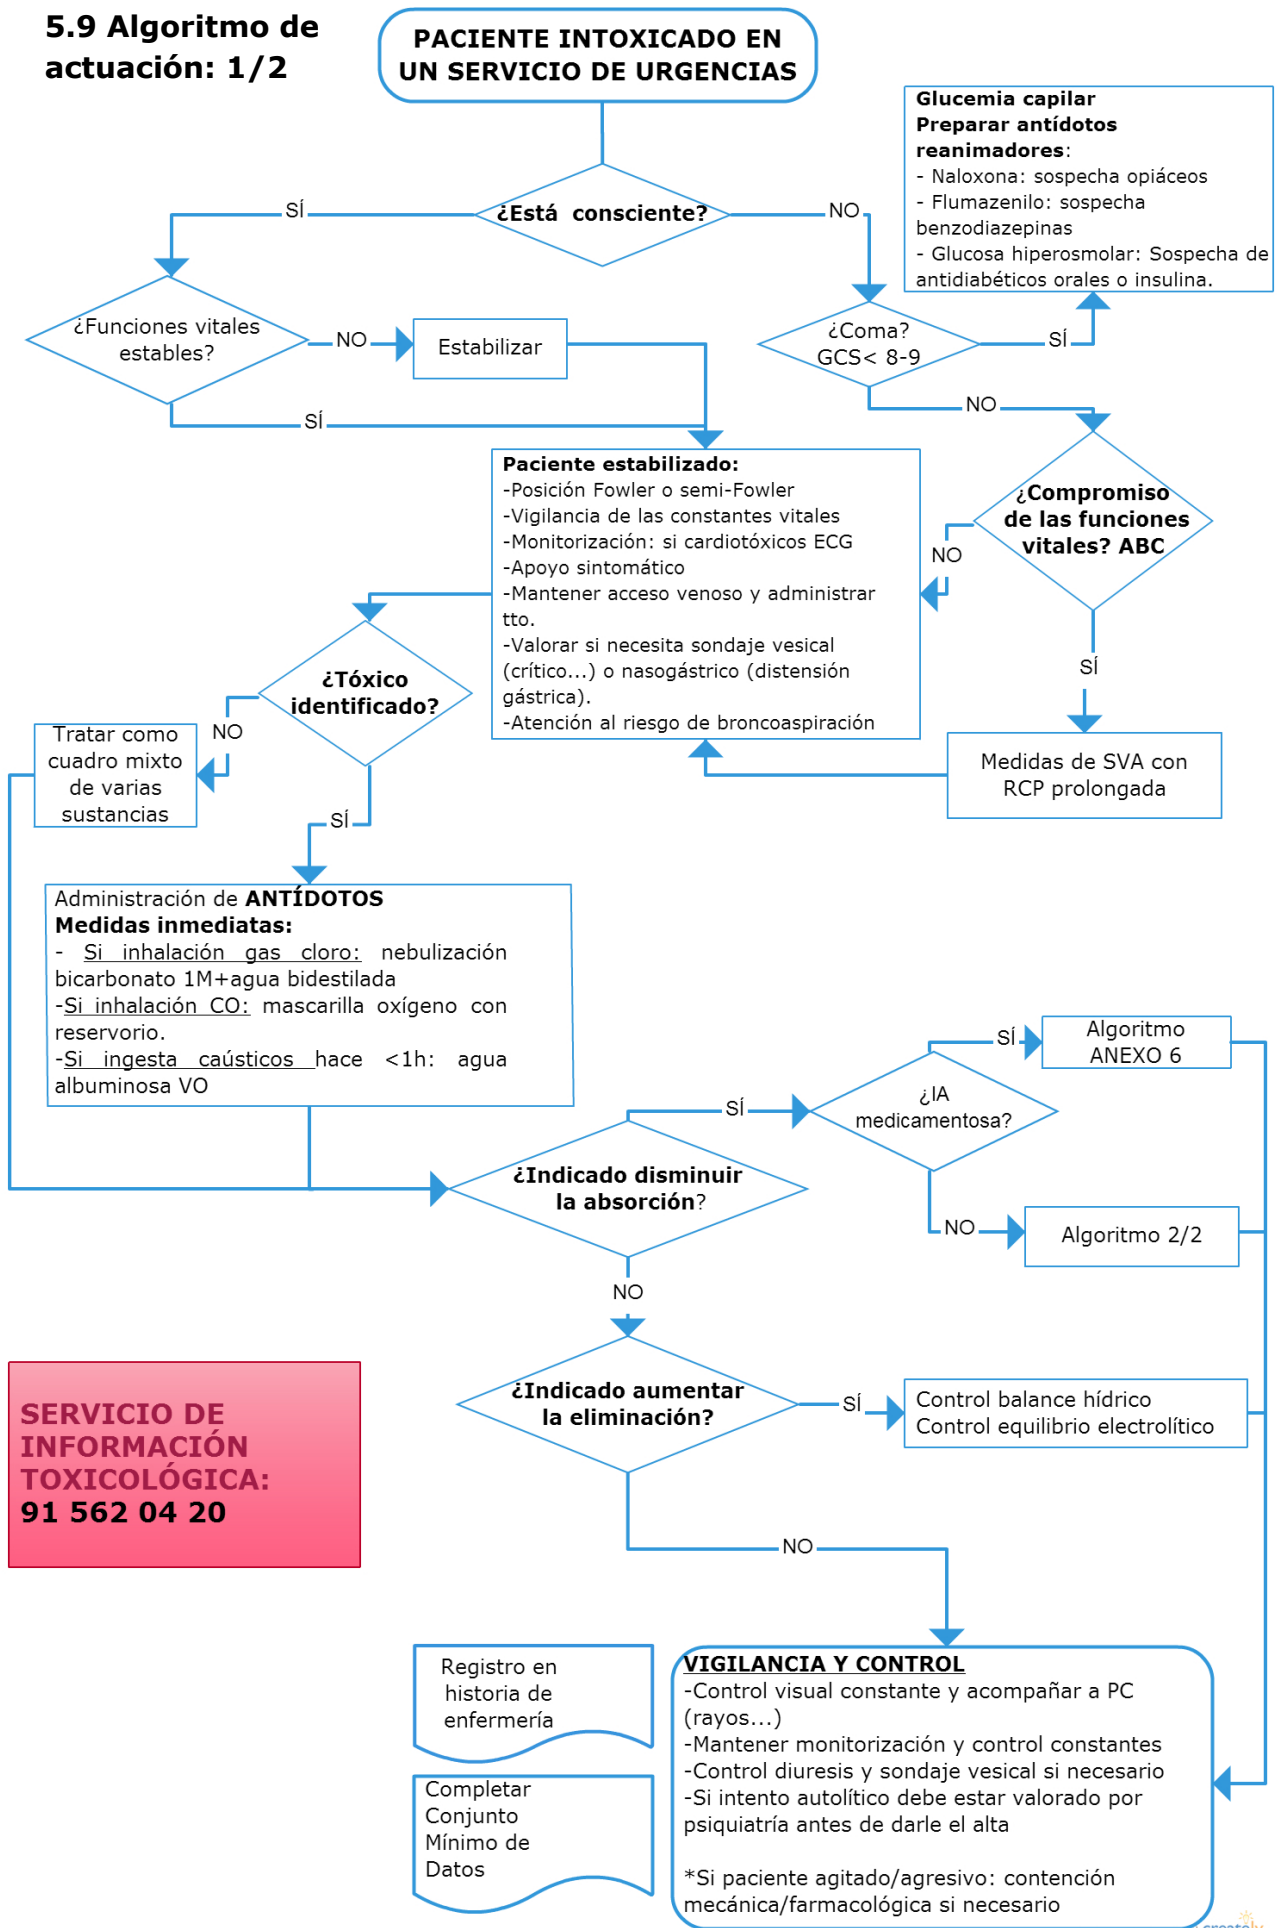 5.9 Algoritmo de
actuación: 1/2
PACIENTE INTOXICADO EN
UN SERVICIO DE URGENCIAS
Glucemia capilar
Preparar antídotos
reanimadores:
- Naloxona: sospecha opiáceos
- Flumazenilo: sospecha
benzodiazepinas
- Glucosa hiperosmolar: Sospecha de
antidiabéticos orales o insulina.
¿Está consciente?
SÍ
NO
¿Funciones vitales
estables?
NO
Estabilizar
SÍ
¿Coma?
GCS< 8-9
SÍ
NO
¿Compromiso
de las funciones
vitales? ABC
NO
SÍ
Medidas de SVA con
RCP prolongada
Paciente estabilizado:
-Posición Fowler o semi-Fowler
-Vigilancia de las constantes vitales
-Monitorización: si cardiotóxicos ECG
-Apoyo sintomático
-Mantener acceso venoso y administrar
tto.
-Valorar si necesita sondaje vesical
(crítico...) o nasogástrico (distensión
gástrica).
-Atención al riesgo de broncoaspiración
¿Tóxico
identificado?
NO
Tratar como
cuadro mixto
de varias
sustancias
SÍ
Administración de ANTÍDOTOS
Medidas inmediatas:
- Si inhalación gas cloro: nebulización
bicarbonato 1M+agua bidestilada
-Si inhalación CO: mascarilla oxígeno con
reservorio.
-Si ingesta caústicos hace <1h: agua
albuminosa VO
¿Indicado disminuir
la absorción?
SÍ
¿IA
medicamentosa?
SÍ
Algoritmo
ANEXO 6
NO
Algoritmo 2/2
NO
¿Indicado aumentar
la eliminación?
SÍ
Control balance hídrico
Control equilibrio electrolítico
NO
SERVICIO DE
INFORMACIÓN
TOXICOLÓGICA:
91 562 04 20
Registro en
historia de
enfermería
Completar
Conjunto
Mínimo de
Datos
VIGILANCIA Y CONTROL
-Control visual constante y acompañar a PC
(rayos...)
-Mantener monitorización y control constantes
-Control diuresis y sondaje vesical si necesario
-Si intento autolítico debe estar valorado por
psiquiatría antes de darle el alta
*Si paciente agitado/agresivo: contención
mecánica/farmacológica si necesario
creately